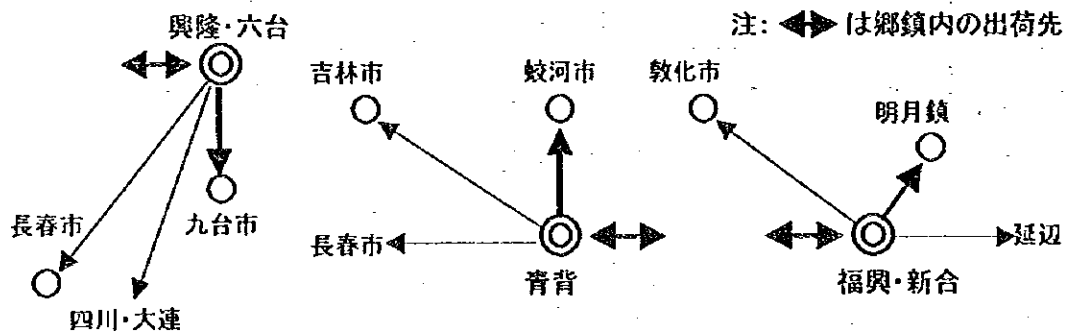 注: ⟷ は郷鎮内の出荷先
興隆・六台
長春市
九台市
四川・大連
吉林市
蛟河市
長春市
青背
敦化市
明月鎮
延辺
福興・新合